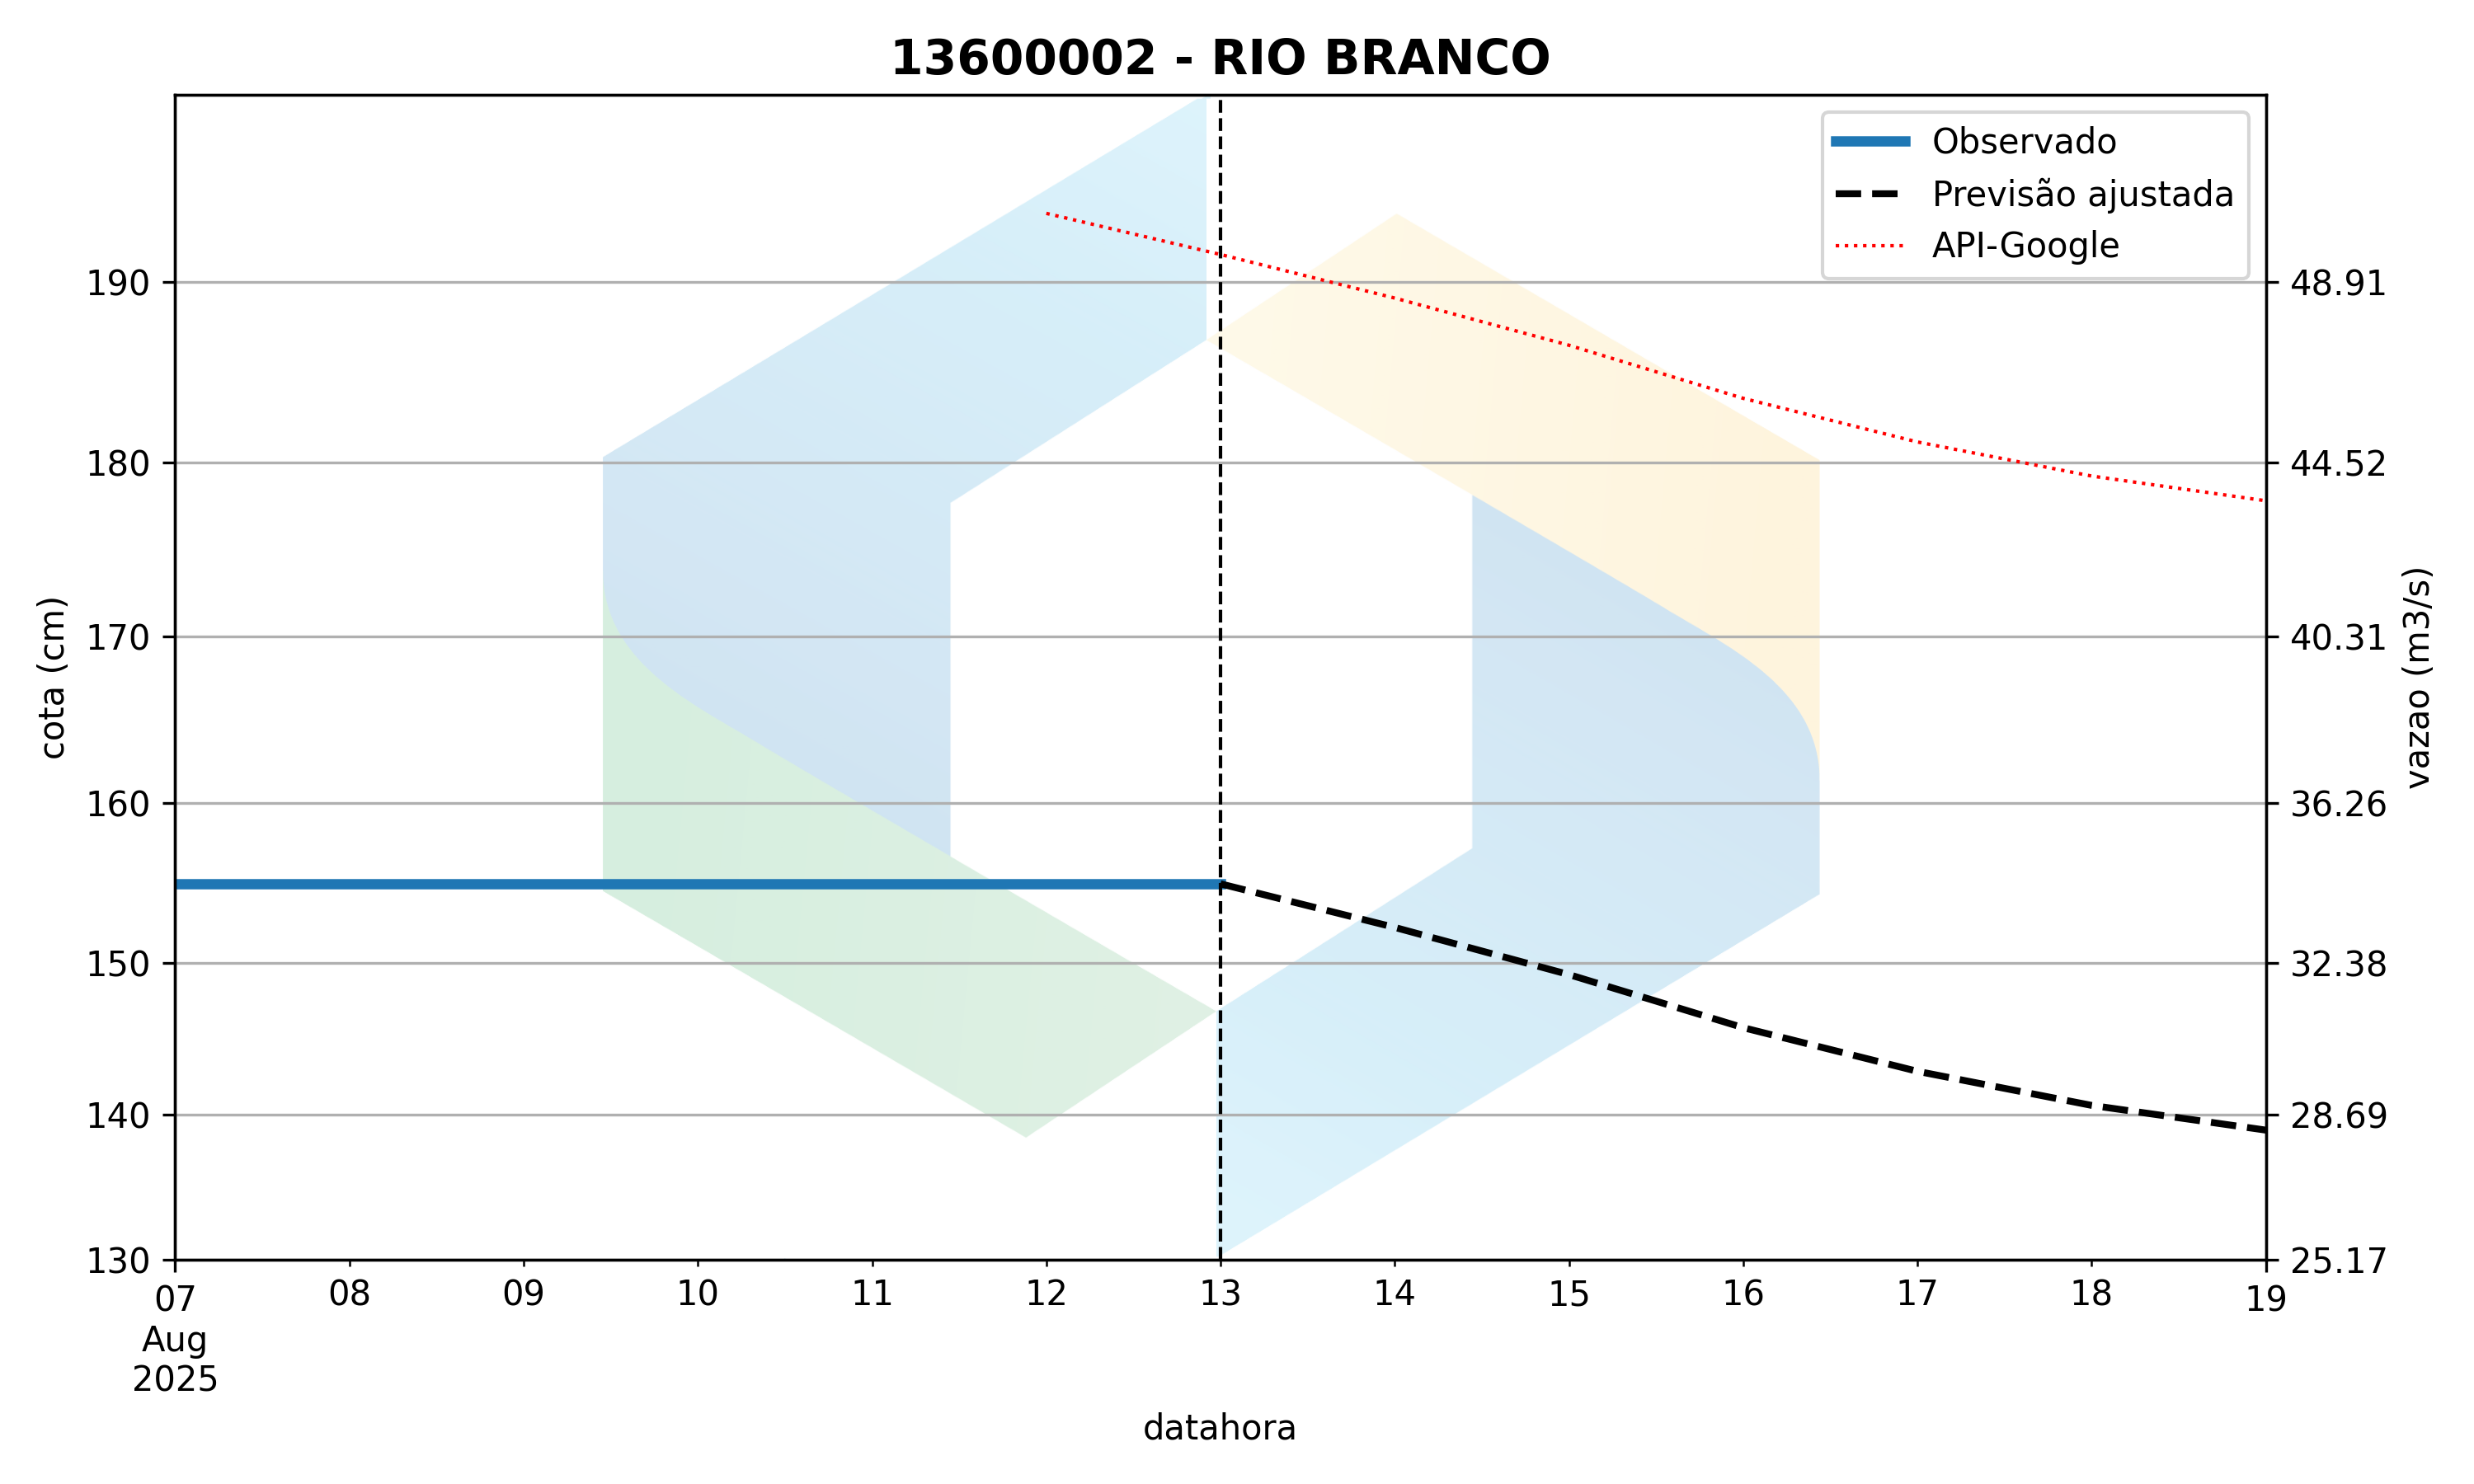 13600002 - RIO BRANCO
Observado
Previsão ajustada
API-Google
cota (cm)
190
180
170
160
150
140
130
48.91
44.52
40.31
36.26
32.38
28.69
25.17
vazao (m3/s)
07 08 09 10 11 12 13 14 15 16 17 18 19
Aug
2025
datahora